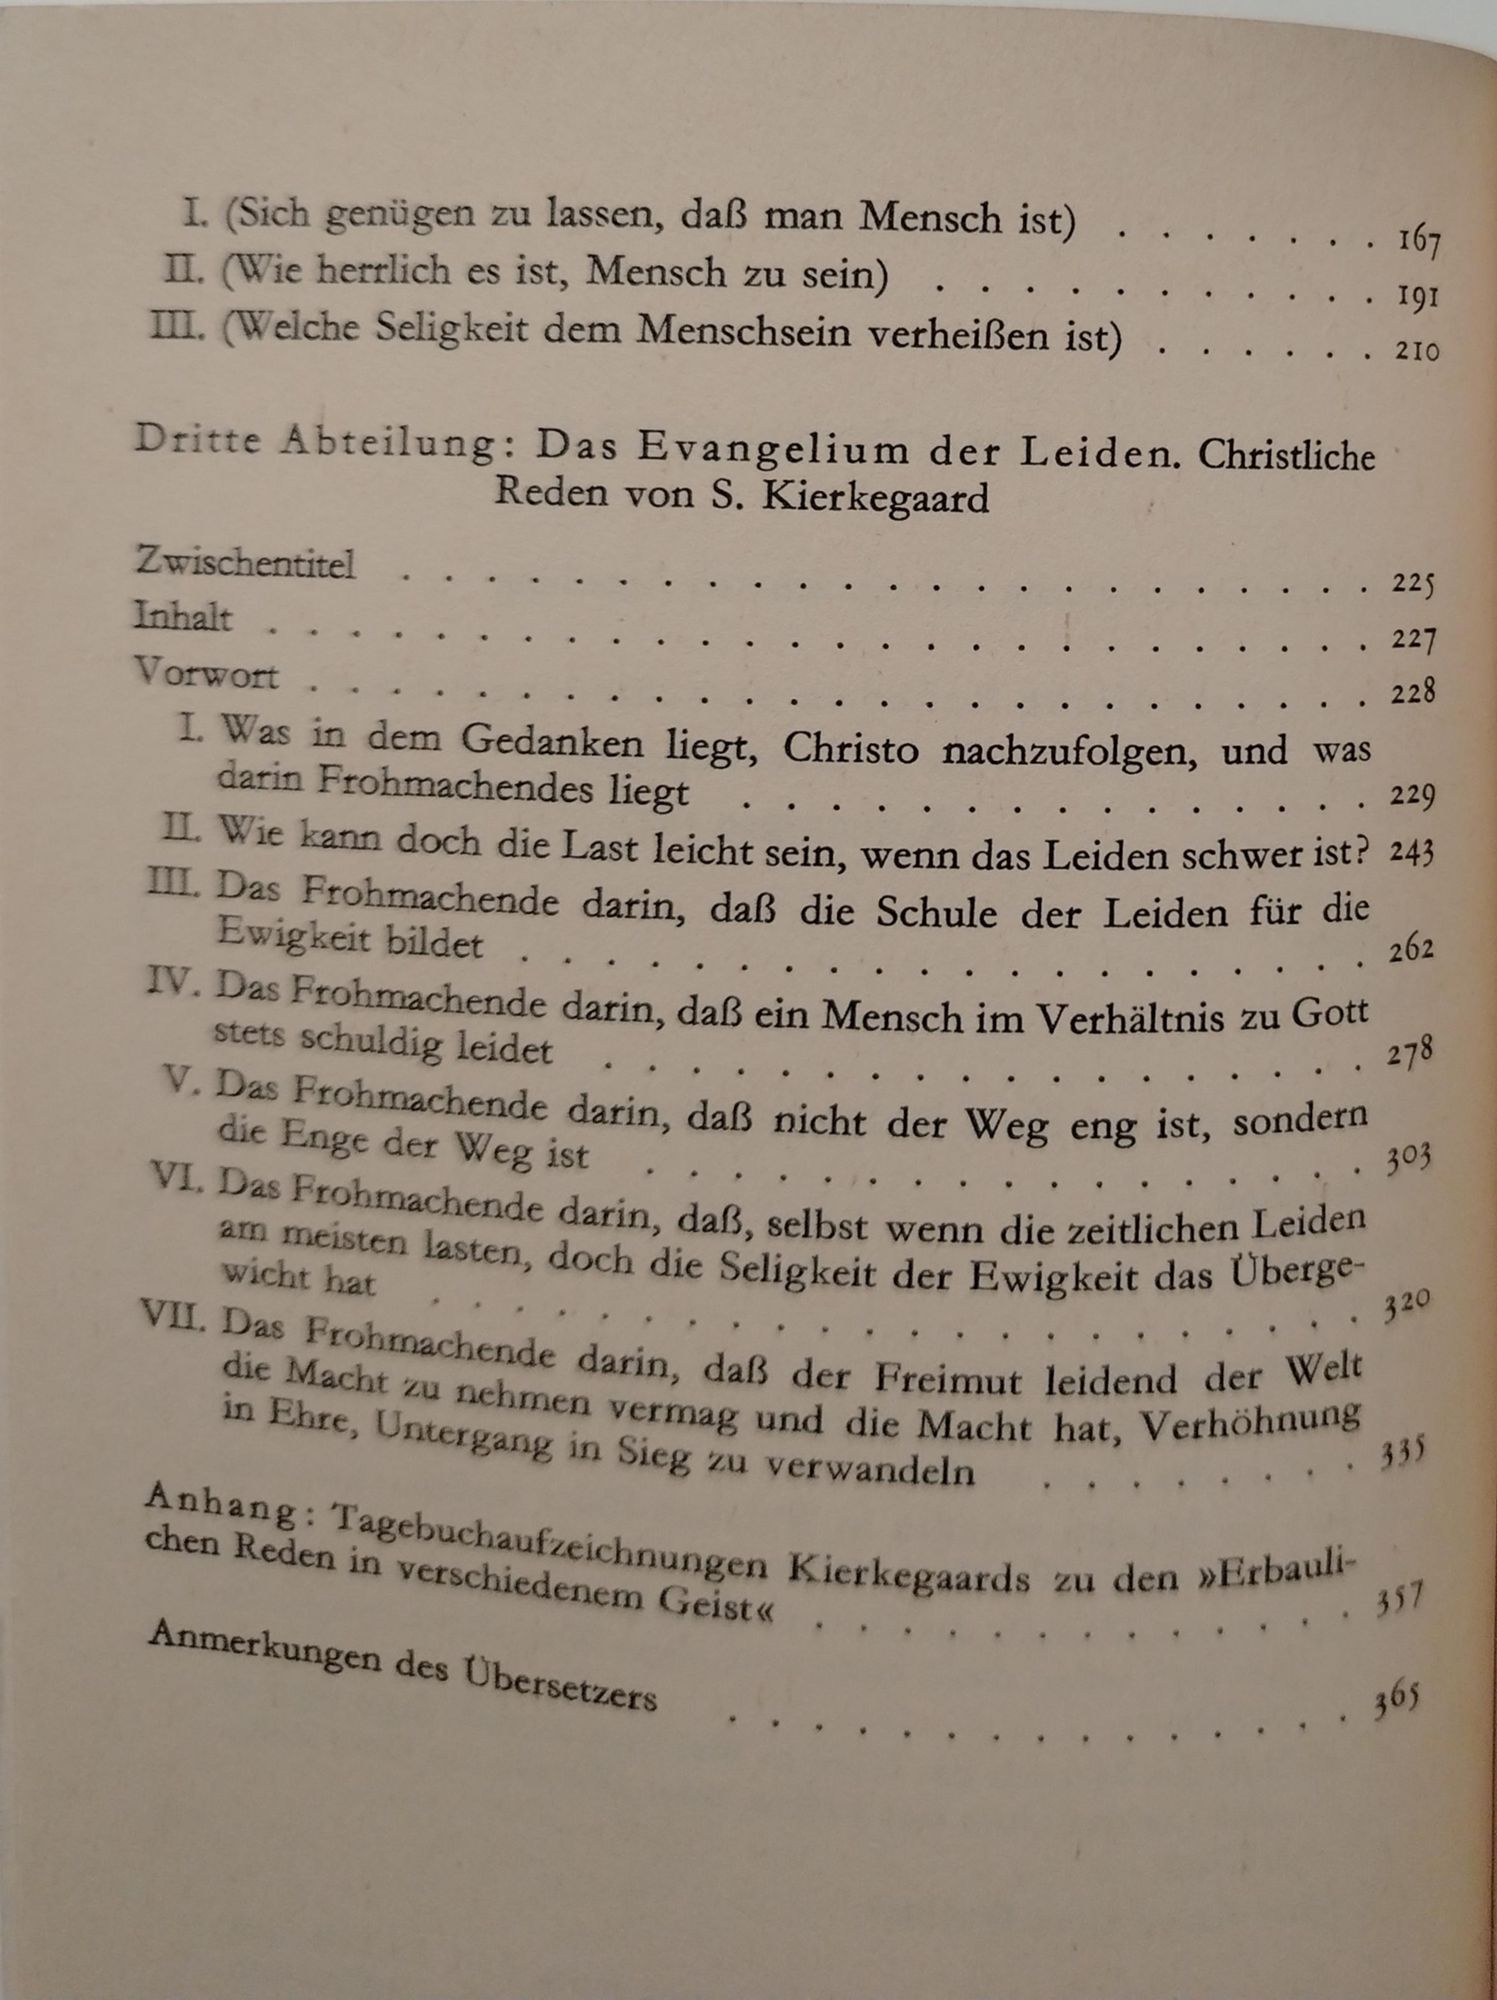 I. (Sich genügen zu lassen, daß man Mensch ist) . . . . . . . 167
II. (Wie herrlich es ist, Mensch zu sein) . . . . . . . . . . . 191
III. (Welche Seligkeit dem Menschsein verheißen ist) . . . . . . 210
Dritte Abteilung: Das Evangelium der Leiden. Christliche
Reden von S. Kierkegaard
Zwischentitel . . . . . . . . . . . . . . . . . . . . . . . 225
Inhalt . . . . . . . . . . . . . . . . . . . . . . . . . . 227
Vorwort . . . . . . . . . . . . . . . . . . . . . . . . . 228
I. Was in dem Gedanken liegt, Christo nachzufolgen, und was
darin Frohmachendes liegt . . . . . . . . . . . . . . . 229
II. Wie kann doch die Last leicht sein, wenn das Leiden schwer ist? 243
III. Das Frohmachende darin, daß die Schule der Leiden für die
Ewigkeit bildet . . . . . . . . . . . . . . . . . . . . 262
IV. Das Frohmachende darin, daß ein Mensch im Verhältnis zu Gott
stets schuldig leidet . . . . . . . . . . . . . . . . . . 278
V. Das Frohmachende darin, daß nicht der Weg eng ist, sondern
die Enge der Weg ist . . . . . . . . . . . . . . . . . 303
VI. Das Frohmachende darin, daß, selbst wenn die zeitlichen Leiden
am meisten lasten, doch die Seligkeit der Ewigkeit das Überge-
wicht hat . . . . . . . . . . . . . . . . . . . . . . 320
VII. Das Frohmachende darin, daß der Freimut leidend der Welt
die Macht zu nehmen vermag und die Macht hat, Verhöhnung
in Ehre, Untergang in Sieg zu verwandeln . . . . . . . . 335
Anhang: Tagebuchaufzeichnungen Kierkegaards zu den »Erbauli-
chen Reden in verschiedenem Geist« . . . . . . . . . . . . . 357
Anmerkungen des Übersetzers . . . . . . . . . . . . . . . 365